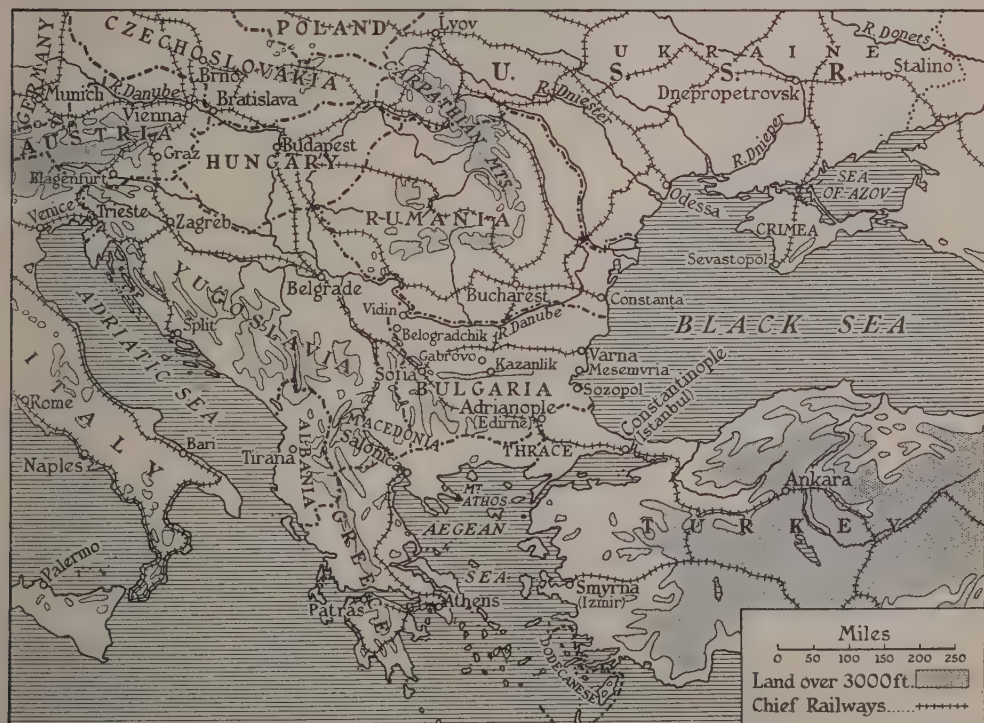 GERMANY
CZECHOSLOVAKIA
POLAND
Lvov
U. S. S. R.
UKRAINE
R. Donets
Stalino
Brno
Munich
R. Danube
Bratislava
Vienna
CARPATHIAN MTS.
R. Dniester
Dnepropetrovsk
R. Dnieper
AUSTRIA
Graz
HUNGARY
Budapest
Klagenfurt
Venice
Trieste
Zagreb
RUMANIA
Odessa
SEA
OF AZOV
CRIMEA
Sevastopol
YUGOSLAVIA
Belgrade
Bucharest
Constanta
ADRIATIC SEA
Split
Vidin
Belogradchik
R. Danube
BLACK SEA
Gabrovo
Kazanlik
Varna
Mesemvria
Sozopol
Sofia
BULGARIA
ITALY
Rome
Adrianople
(Edirne)
Constantinople
(Istanbul)
Bari
Naples
Tirana
ALBANIA
MACEDONIA
Salonica
THRACE
MT.
ATHOS
Ankara
AEGEAN
SEA
TURKEY
GREECE
Palermo
Smyrna
(Izmir)
Patras
Athens
DODECANESE
Miles
0 50 100 150 200 250
Land over 3000ft.
Chief Railways